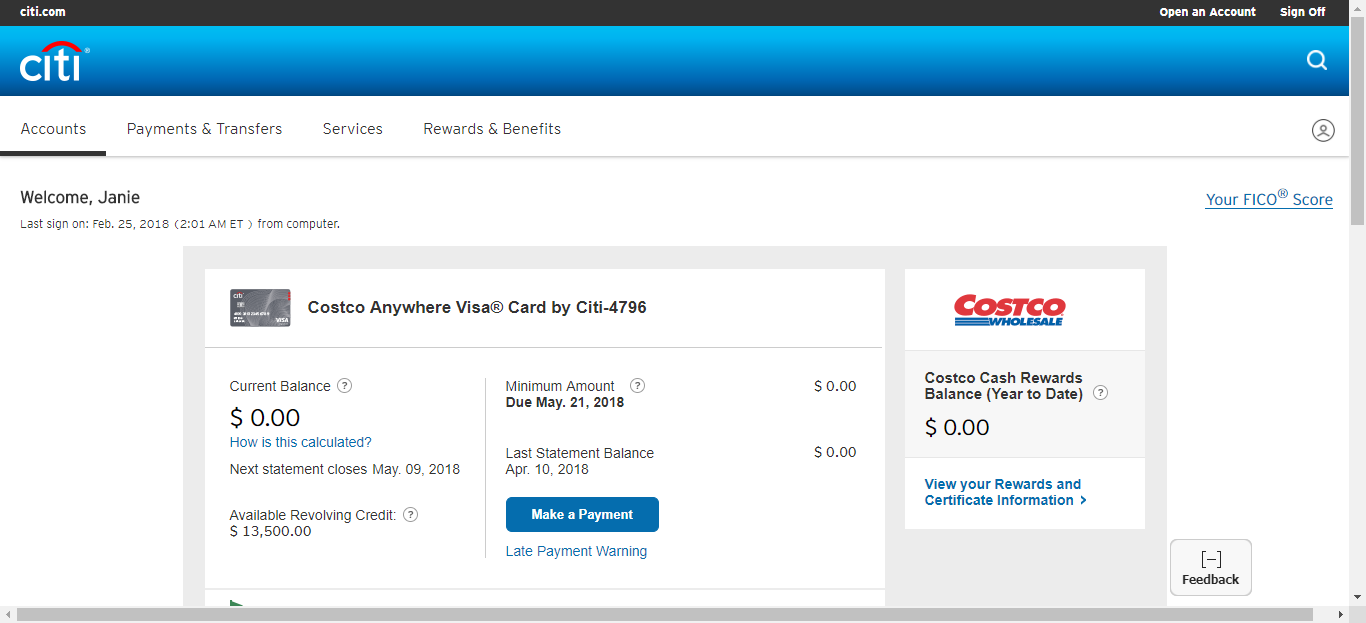 citi.com
Open an Account Sign Off
citi®
Accounts Payments & Transfers Services Rewards & Benefits
Welcome, Janie
Your FICO® Score
Last sign on: Feb. 25, 2018 (2:01 AM ET ) from computer.
citi
VISA
Costco Anywhere Visa® Card by Citi-4796
Current Balance ?
$ 0.00
How is this calculated?
Next statement closes May. 09, 2018
Available Revolving Credit: ?
$ 13,500.00
Minimum Amount ? $ 0.00
Due May. 21, 2018
Last Statement Balance $ 0.00
Apr. 10, 2018
Make a Payment
Late Payment Warning
COSTCO
WHOLESALE
Costco Cash Rewards
Balance (Year to Date) ?
$ 0.00
View your Rewards and
Certificate Information >
[-]
Feedback